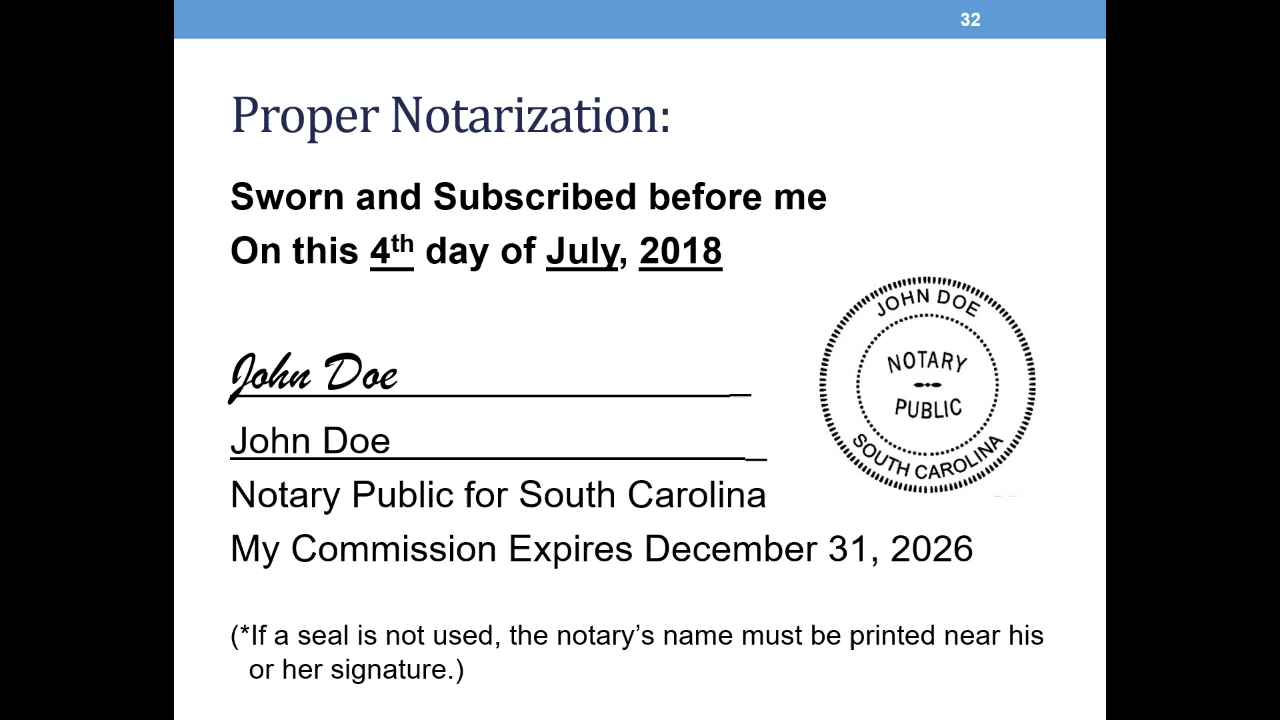 32
Proper Notarization:
Sworn and Subscribed before me
On this 4th day of July, 2018
John Doe
John Doe
Notary Public for South Carolina
My Commission Expires December 31, 2026
JOHN DOE
NOTARY
PUBLIC
SOUTH CAROLINA
(*If a seal is not used, the notary’s name must be printed near his
or her signature.)